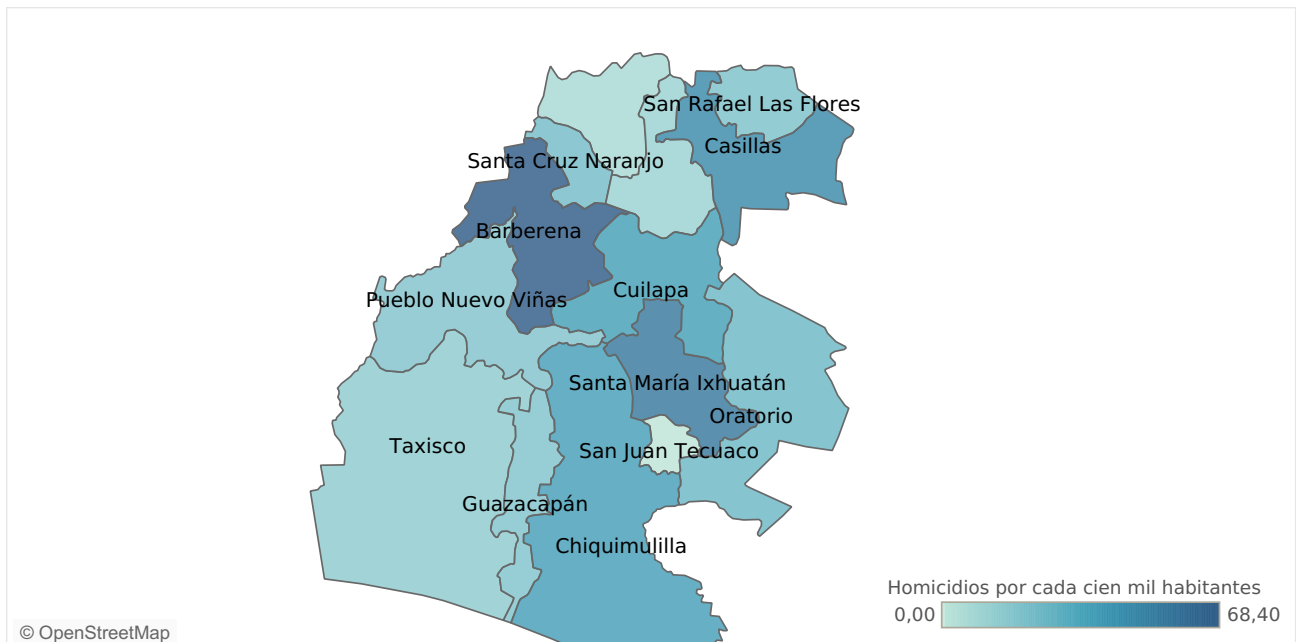 San Rafael Las Flores
Casillas
Santa Cruz Naranjo
Barberena
Cuilapa
Pueblo Nuevo Viñas
Santa María Ixhuatán
Oratorio
Taxisco
San Juan Tecuaco
Guazacapán
Chiquimulilla
Homicidios por cada cien mil habitantes
0,00 68,40
© OpenStreetMap